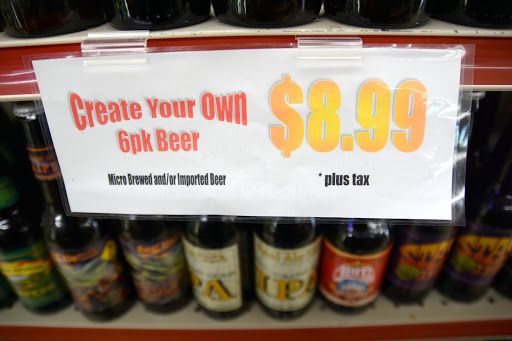 Create Your Own
6pk Beer
$8.99
Micro Brewed and/or Imported Beer
* plus tax
IPA
IPA